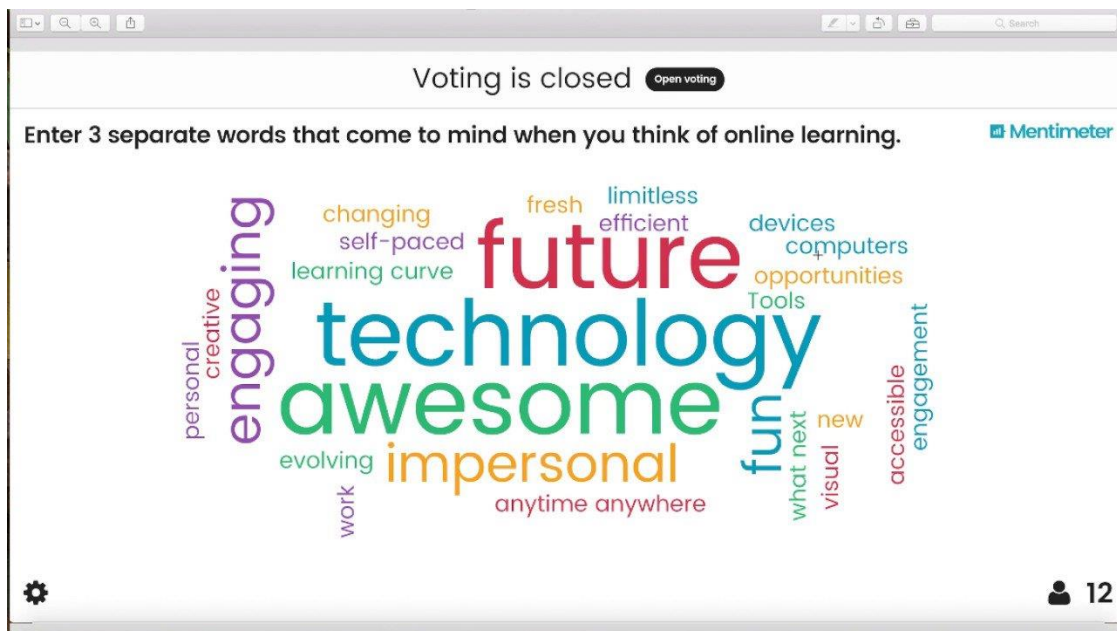 Search
Voting is closed Open voting
Enter 3 separate words that come to mind when you think of online learning.
Mentimeter
limitless
fresh
changing
efficient
devices
self-paced
future
computers
learning curve
opportunities
engaging
Tools
creative
technology
personal
awesome
fun
accessible
engagement
new
what next
visual
evolving
impersonal
work
anytime anywhere
12